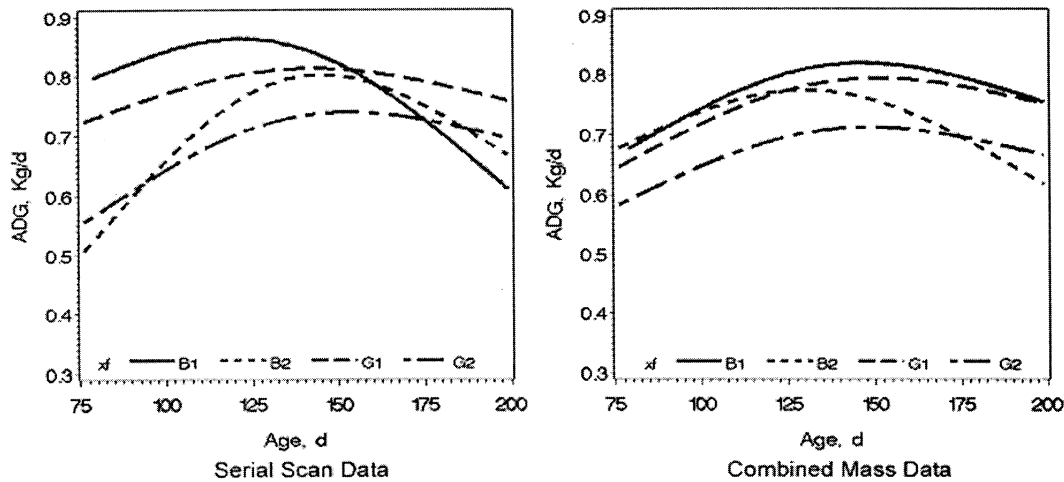 0.9
0.8
0.7
0.6
0.5
0.4
0.3
ADG, Kg/d
xf B1 B2 G1 G2
75 100 125 150 175 200
Age, d
Serial Scan Data
0.9
0.8
0.7
0.6
0.5
0.4
0.3
ADG, Kg/d
xf B1 B2 G1 G2
75 100 125 150 175 200
Age, d
Combined Mass Data